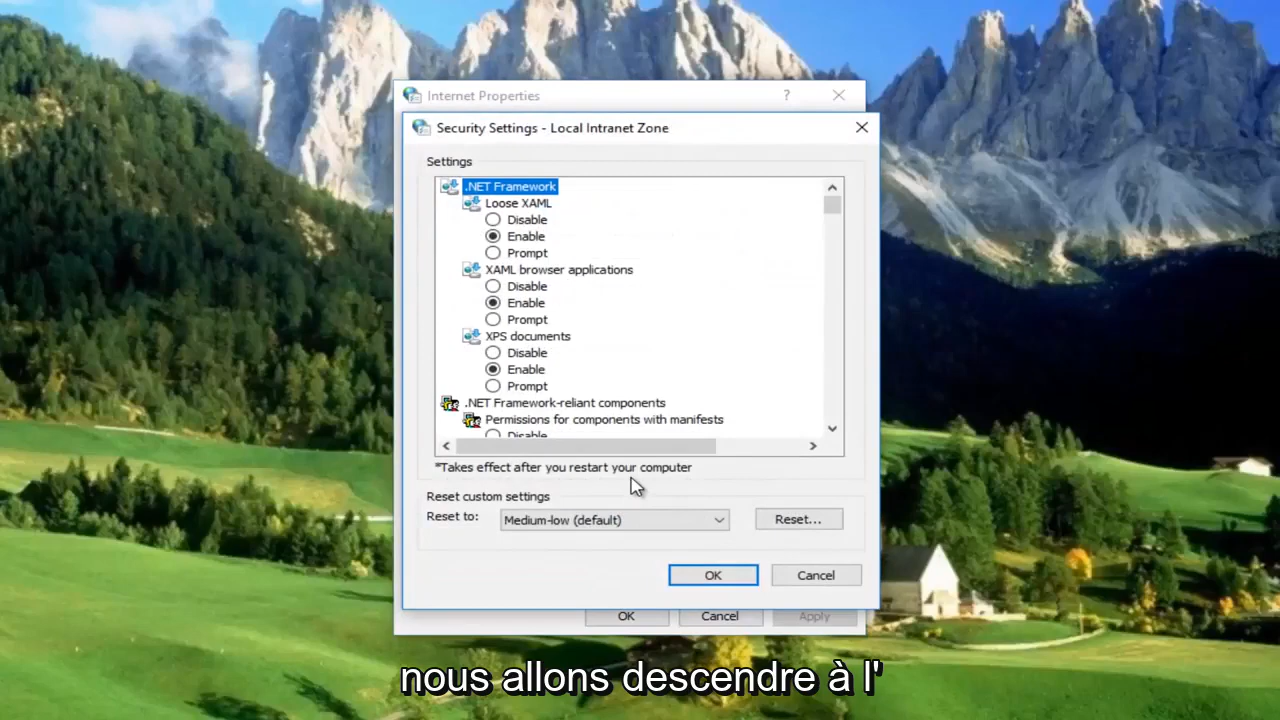 Internet Properties
?
Security Settings - Local Intranet Zone
Settings
.NET Framework
Loose XAML
Disable
Enable
Prompt
XAML browser applications
Disable
Enable
Prompt
XPS documents
Disable
Enable
Prompt
.NET Framework-reliant components
Permissions for components with manifests
Disable
*Takes effect after you restart your computer
Reset custom settings
Reset to: Medium-low (default) Reset...
OK Cancel
OK Cancel Apply
nous allons descendre à l'